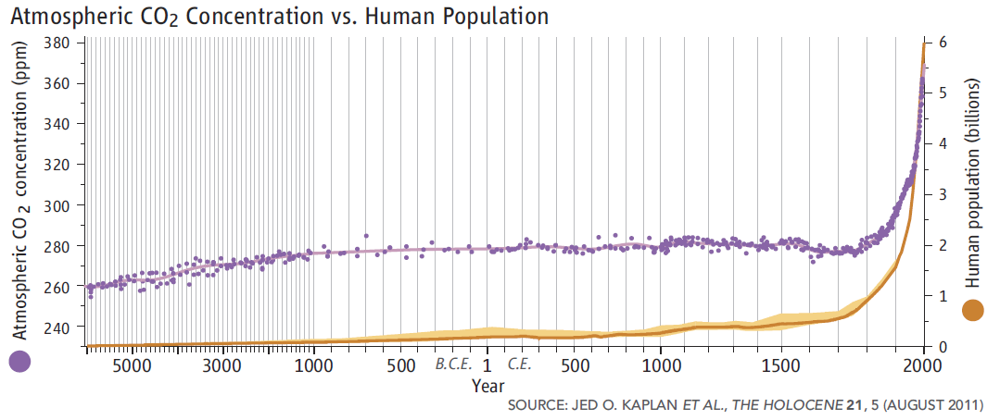 Atmospheric CO2 Concentration vs. Human Population
Atmospheric CO2 concentration (ppm)
380
360
340
320
300
280
260
240
6
5
4
3
2
1
0
Human population (billions)
5000 3000 1000 500 B.C.E. 1 C.E. 500 1000 1500 2000
Year
SOURCE: JED O. KAPLAN ET AL., THE HOLOCENE 21, 5 (AUGUST 2011)